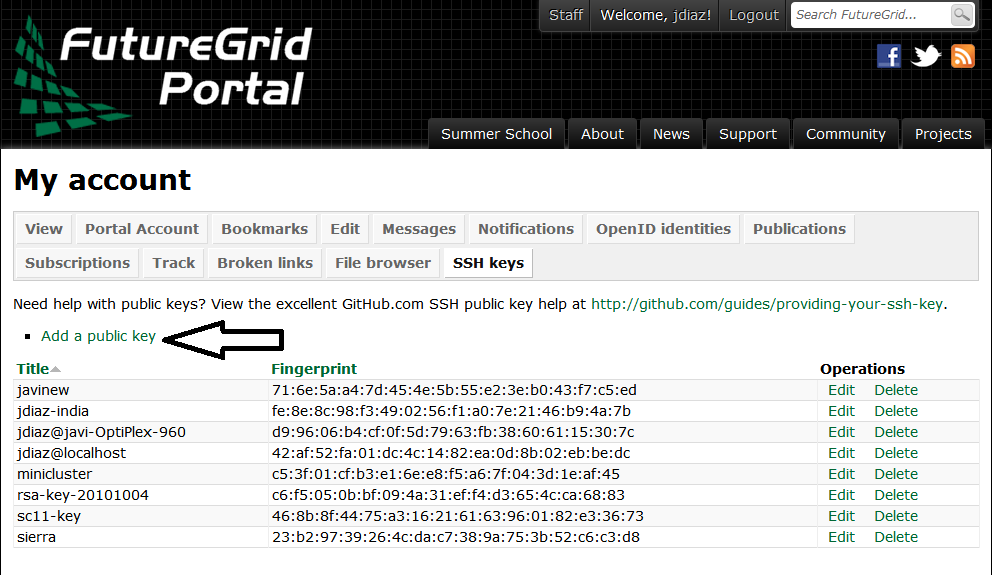 Staff Welcome, jdiaz! Logout Search FutureGrid...
FutureGrid
Portal
Summer School About News Support Community Projects
My account
View Portal Account Bookmarks Edit Messages Notifications OpenID identities Publications
Subscriptions Track Broken links File browser SSH keys
Need help with public keys? View the excellent GitHub.com SSH public key help at http://github.com/guides/providing-your-ssh-key.
Add a public key
Title Fingerprint Operations
javinew 71:6e:5a:a4:7d:45:4e:5b:55:e2:3e:b0:43:f7:c5:ed Edit Delete
jdiaz-india fe:8e:8c:98:f3:49:02:56:f1:a0:7e:21:46:b9:4a:7b Edit Delete
jdiaz@javi-OptiPlex-960 d9:96:06:b4:cf:0f:5d:79:63:fb:38:60:61:15:30:7c Edit Delete
jdiaz@localhost 42:af:52:fa:01:dc:4c:14:82:ea:0d:8b:02:eb:be:dc Edit Delete
minicluster c5:3f:01:cf:b3:e1:6e:e8:f5:a6:7f:04:3d:1e:af:45 Edit Delete
rsa-key-20101004 c6:f5:05:0b:bf:09:4a:31:ef:f4:d3:65:4c:ca:68:83 Edit Delete
sc11-key 46:8b:8f:44:75:a3:16:21:61:63:96:01:82:e3:36:73 Edit Delete
sierra 23:b2:97:39:26:4c:da:c7:38:9a:75:3b:52:c6:c3:d8 Edit Delete